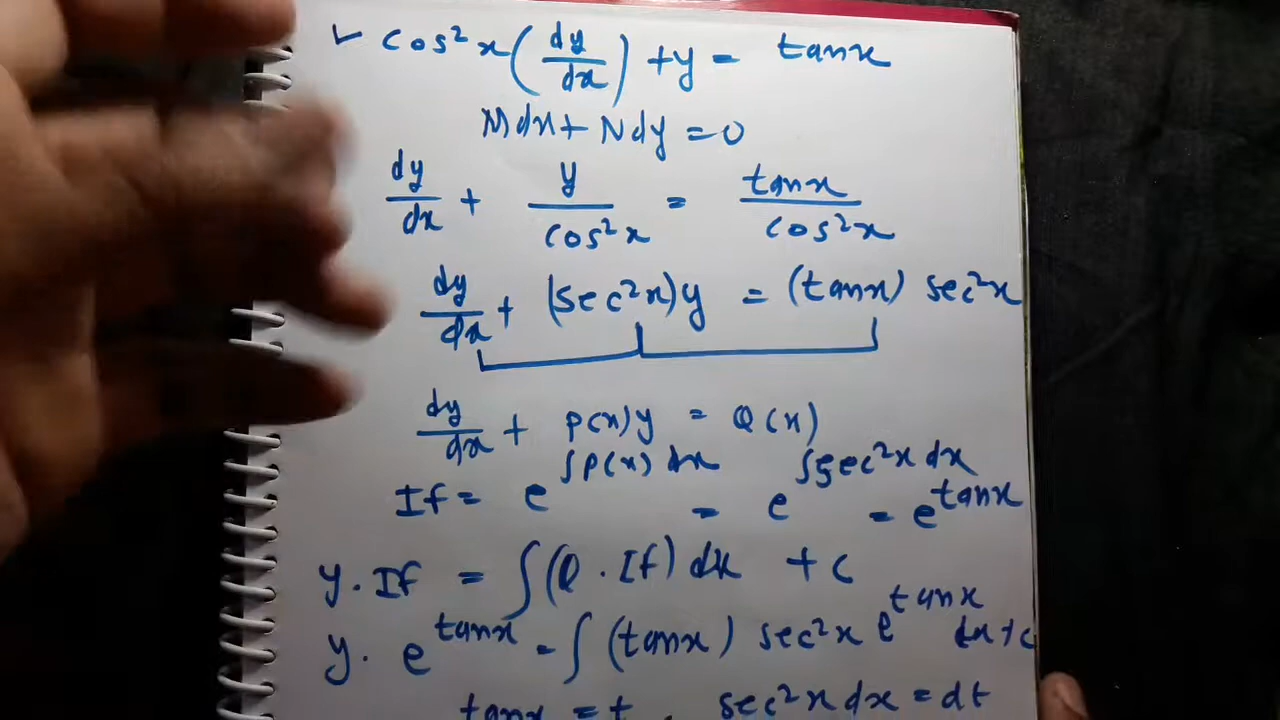 ✓ cos²x (dy/dx) + y = tanx
Mdx + Ndy = 0
dy/dx + y/cos²x = tanx/cos²x
dy/dx + (sec²x)y = (tanx) sec²x
dy/dx + P(x)y = Q(x)
If = e^∫P(x) dx = e^∫sec²x dx = e^tanx
y. If = ∫(Q . If) dx + c
y. e^tanx = ∫(tanx) sec²x e^tanx dx + c
tanx = t, sec²x dx = dt